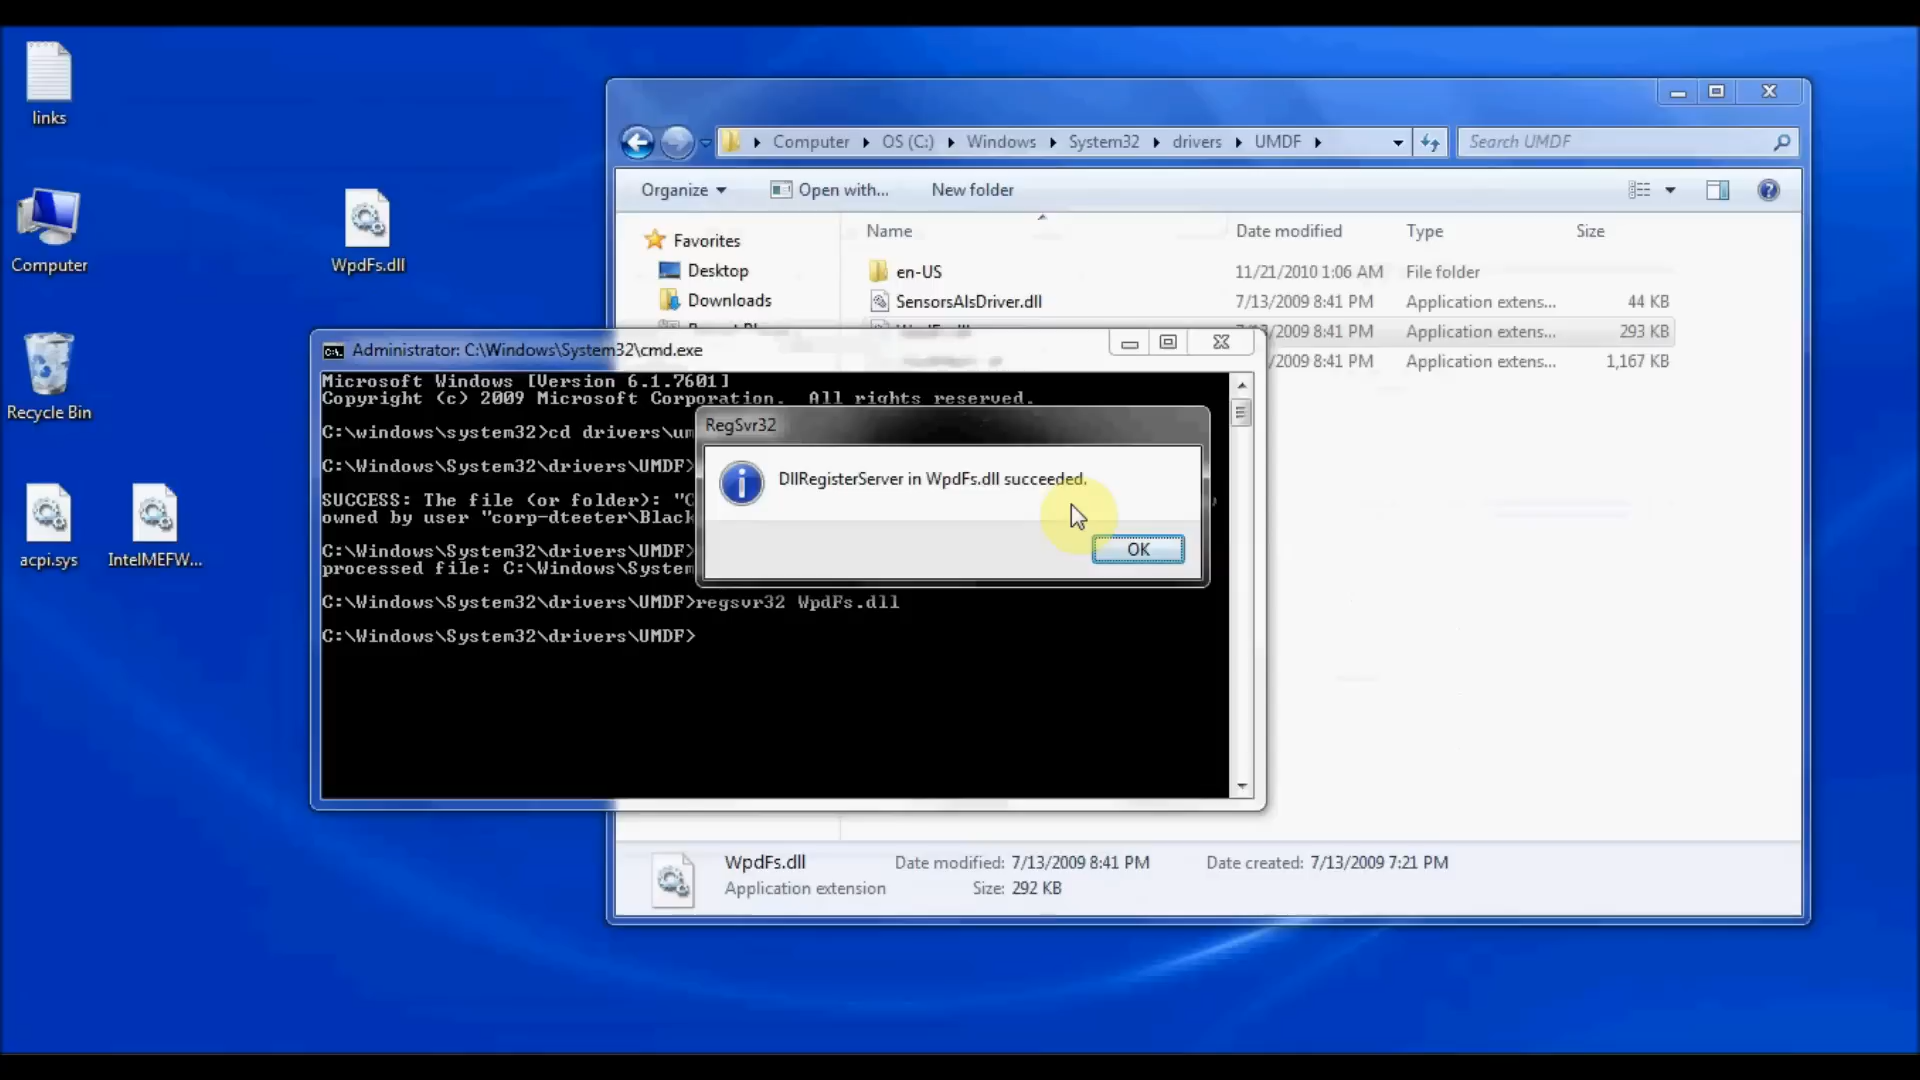 links
Computer
WpdFs.dll
Recycle Bin
acpi.sys
IntelMEFW...
Computer
OS (C:)
Windows
System32
drivers
UMDF
Search UMDF
Organize
Open with...
New folder
Name
Date modified
Type
Size
Favorites
Desktop
Downloads
en-US
11/21/2010 1:06 AM
File folder
SensorsAlsDriver.dll
7/13/2009 8:41 PM
Application extens...
44 KB
8:41 PM
Application extens...
293 KB
8:41 PM
Application extens...
1,167 KB
Administrator: C:\Windows\System32\cmd.exe
Microsoft Windows [Version 6.1.7601]
Copyright (c) 2009 Microsoft Corporation.  All rights reserved.
C:\windows\system32>cd drivers\um
C:\Windows\System32\drivers\UMDF>
SUCCESS: The file (or folder): "C
owned by user "corp-dteeter\Black
C:\Windows\System32\drivers\UMDF>
processed file: C:\Windows\System
C:\Windows\System32\drivers\UMDF>regsvr32 WpdFs.dll
C:\Windows\System32\drivers\UMDF>
RegSvr32
DllRegisterServer in WpdFs.dll succeeded.
OK
WpdFs.dll
Date modified: 7/13/2009 8:41 PM
Date created: 7/13/2009 7:21 PM
Application extension
Size: 292 KB